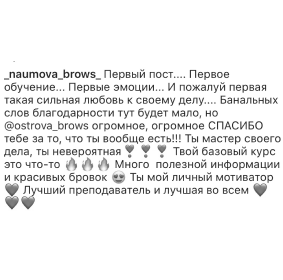 _naumova_brows_ Первый пост.... Первое
обучение... Первые эмоции... И пожалуй первая
такая сильная любовь к своему делу.... Банальных
слов благодарности тут будет мало, но
@ostrova_brows огромное, огромное СПАСИБО
тебе за то, что ты вообще есть!!! Ты мастер своего
дела, ты невероятная ❣ ❣ ❣ Твой базовый курс
это что-то 🔥🔥🔥 Много полезной информации
и красивых бровок 😍 Ты мой личный мотиватор
❤ Лучший преподаватель и лучшая во всем ❤
❤❤